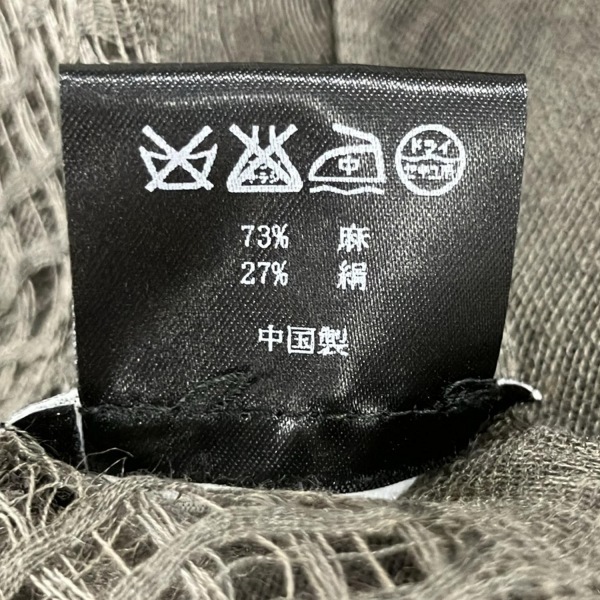 中 ドライ
セキユ系
73% 麻
27% 絹
中国製